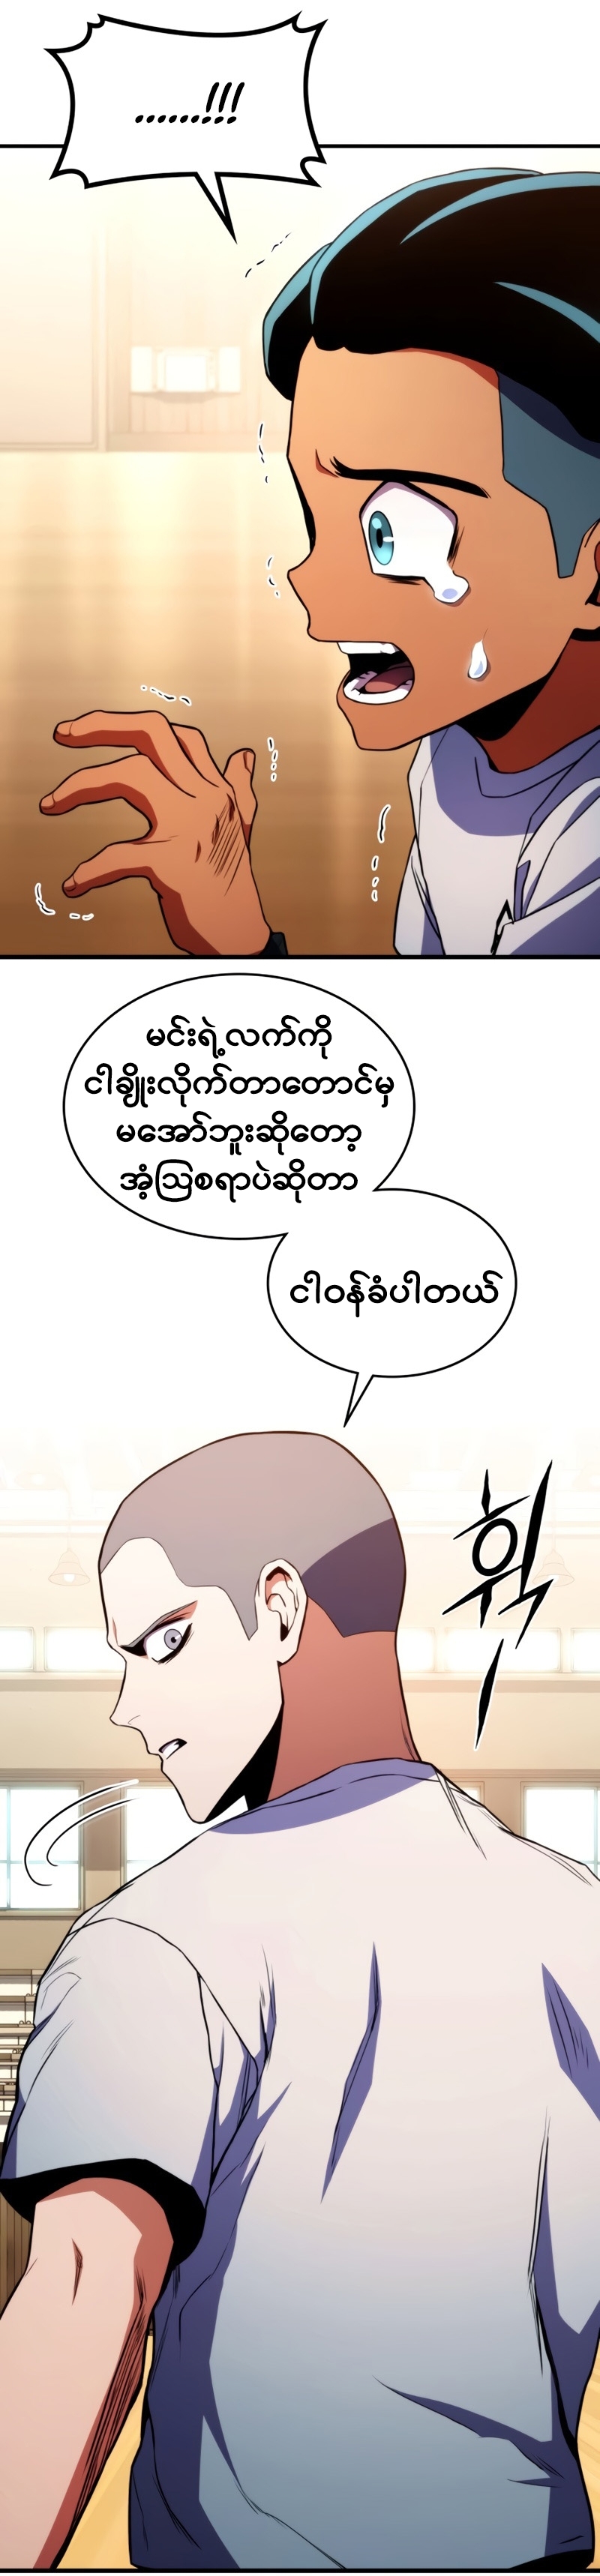 ......!!!
မင်းရဲ့လက်ကို
ငါချိုးလိုက်တာတောင်မှ
မအော်ဘူးဆိုတော့
အံ့ဩစရာပဲဆိုတာ
ငါဝန်ခံပါတယ်
휙